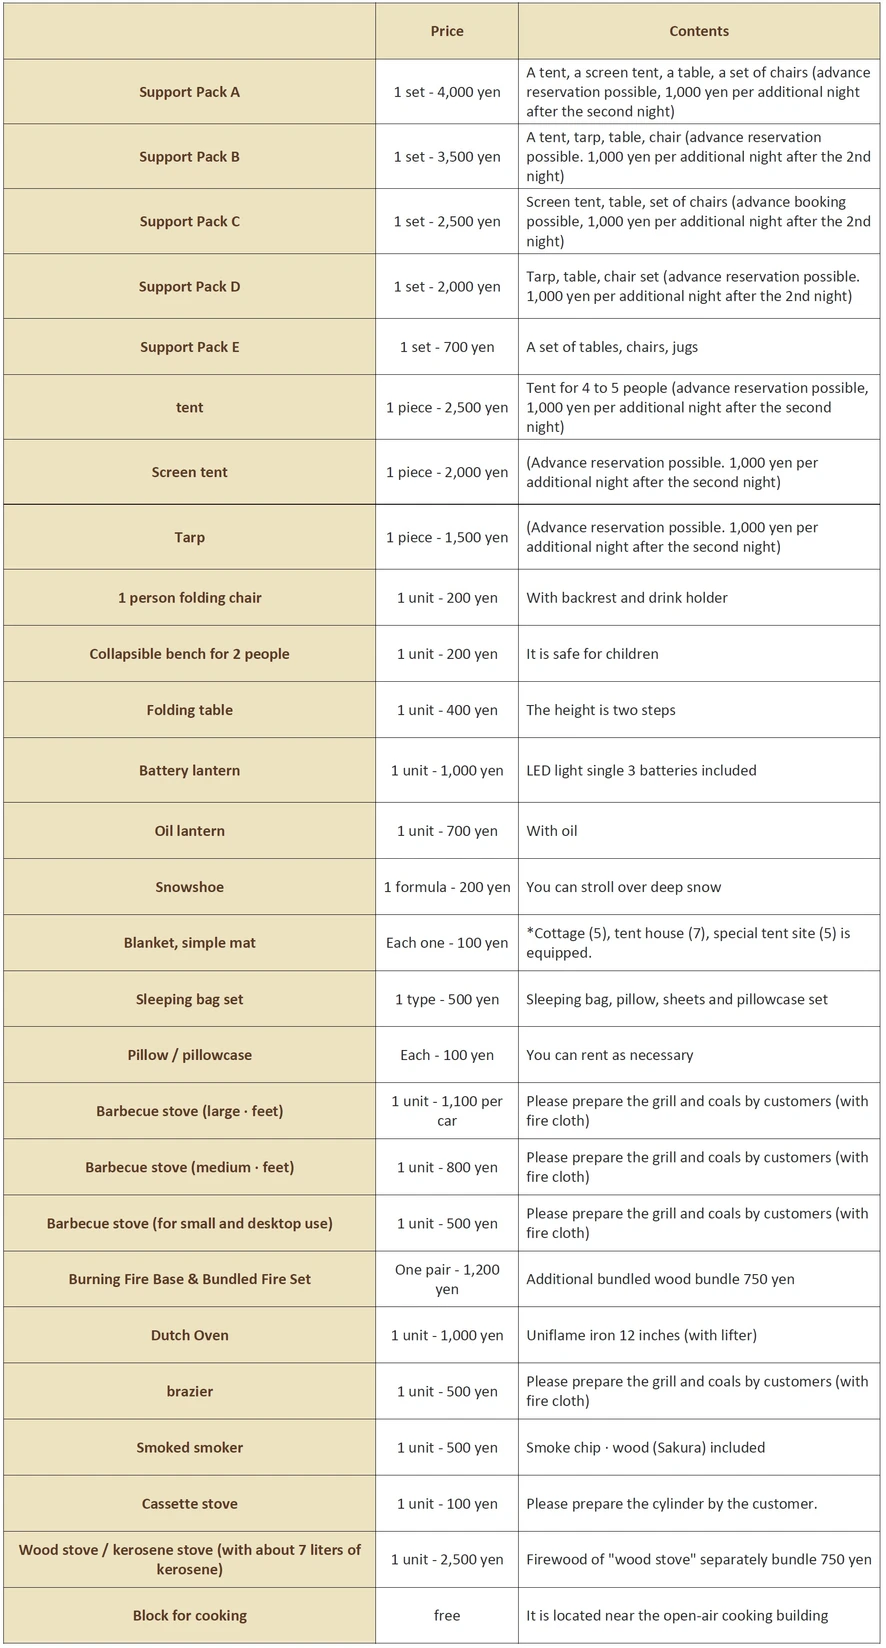 Price
Contents
Support Pack A
1 set - 4,000 yen
A tent, a screen tent, a table, a set of chairs (advance
reservation possible, 1,000 yen per additional night
after the second night)
Support Pack B
1 set - 3,500 yen
A tent, tarp, table, chair (advance reservation
possible. 1,000 yen per additional night after the 2nd
night)
Support Pack C
1 set - 2,500 yen
Screen tent, table, set of chairs (advance booking
possible, 1,000 yen per additional night after the 2nd
night)
Support Pack D
1 set - 2,000 yen
Tarp, table, chair set (advance reservation possible.
1,000 yen per additional night after the 2nd night)
Support Pack E
1 set - 700 yen
A set of tables, chairs, jugs
tent
1 piece - 2,500 yen
Tent for 4 to 5 people (advance reservation possible,
1,000 yen per additional night after the second
night)
Screen tent
1 piece - 2,000 yen
(Advance reservation possible. 1,000 yen per
additional night after the second night)
Tarp
1 piece - 1,500 yen
(Advance reservation possible. 1,000 yen per
additional night after the second night)
1 person folding chair
1 unit - 200 yen
With backrest and drink holder
Collapsible bench for 2 people
1 unit - 200 yen
It is safe for children
Folding table
1 unit - 400 yen
The height is two steps
Battery lantern
1 unit - 1,000 yen
LED light single 3 batteries included
Oil lantern
1 unit - 700 yen
With oil
Snowshoe
1 formula - 200 yen
You can stroll over deep snow
Blanket, simple mat
Each one - 100 yen
*Cottage (5), tent house (7), special tent site (5) is
equipped.
Sleeping bag set
1 type - 500 yen
Sleeping bag, pillow, sheets and pillowcase set
Pillow / pillowcase
Each - 100 yen
You can rent as necessary
Barbecue stove (large · feet)
1 unit - 1,100 per
car
Please prepare the grill and coals by customers (with
fire cloth)
Barbecue stove (medium · feet)
1 unit - 800 yen
Please prepare the grill and coals by customers (with
fire cloth)
Barbecue stove (for small and desktop use)
1 unit - 500 yen
Please prepare the grill and coals by customers (with
fire cloth)
Burning Fire Base & Bundled Fire Set
One pair - 1,200
yen
Additional bundled wood bundle 750 yen
Dutch Oven
1 unit - 1,000 yen
Uniflame iron 12 inches (with lifter)
brazier
1 unit - 500 yen
Please prepare the grill and coals by customers (with
fire cloth)
Smoked smoker
1 unit - 500 yen
Smoke chip · wood (Sakura) included
Cassette stove
1 unit - 100 yen
Please prepare the cylinder by the customer.
Wood stove / kerosene stove (with about 7 liters of
kerosene)
1 unit - 2,500 yen
Firewood of "wood stove" separately bundle 750 yen
Block for cooking
free
It is located near the open-air cooking building